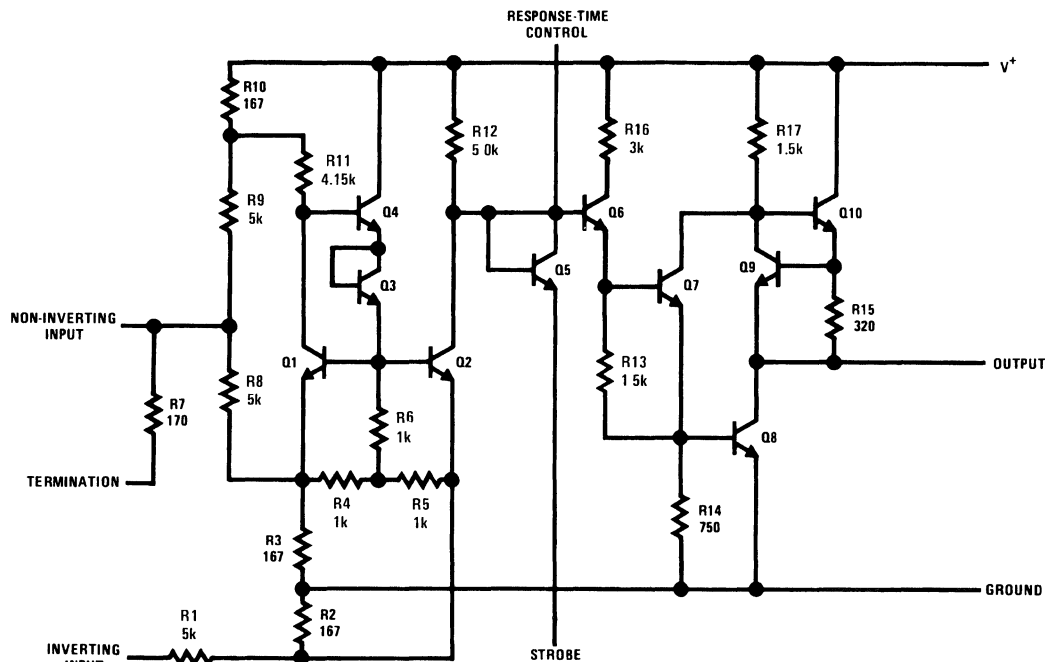 RESPONSE-TIME
CONTROL
V+
R10
167
R12
5 0k
R16
3k
R17
1.5k
R11
4.15k
R9
5k
Q4
Q6
Q10
Q3
Q5
Q7
Q9
R15
320
NON-INVERTING
INPUT
Q1
Q2
OUTPUT
R8
5k
R13
1 5k
R7
170
R6
1k
Q8
TERMINATION
R4
1k
R5
1k
R14
750
R3
167
GROUND
R1
5k
R2
167
INVERTING
STROBE